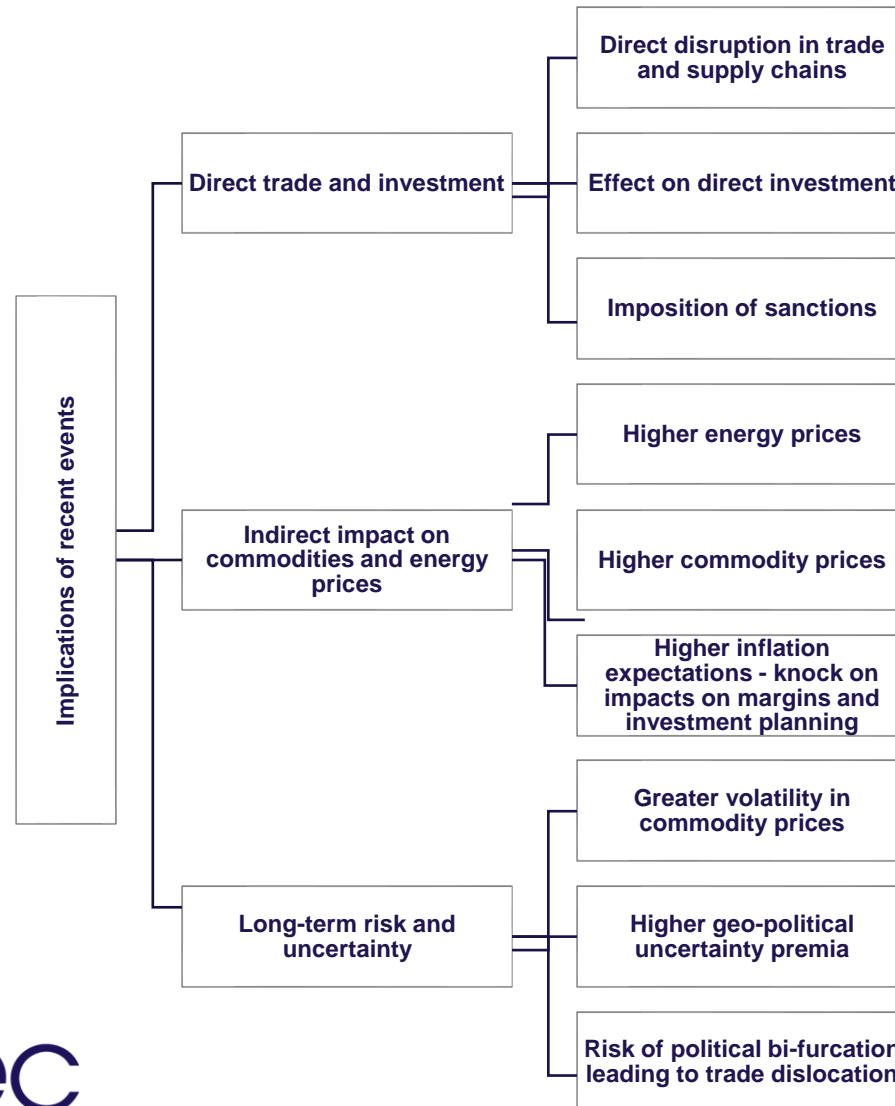 Implications of recent events
Direct trade and investment
Direct disruption in trade
and supply chains
Effect on direct investment
Imposition of sanctions
Indirect impact on
commodities and energy
prices
Higher energy prices
Higher commodity prices
Higher inflation
expectations - knock on
impacts on margins and
investment planning
Long-term risk and
uncertainty
Greater volatility in
commodity prices
Higher geo-political
uncertainty premia
Risk of political bi-furcation
leading to trade dislocation
ec